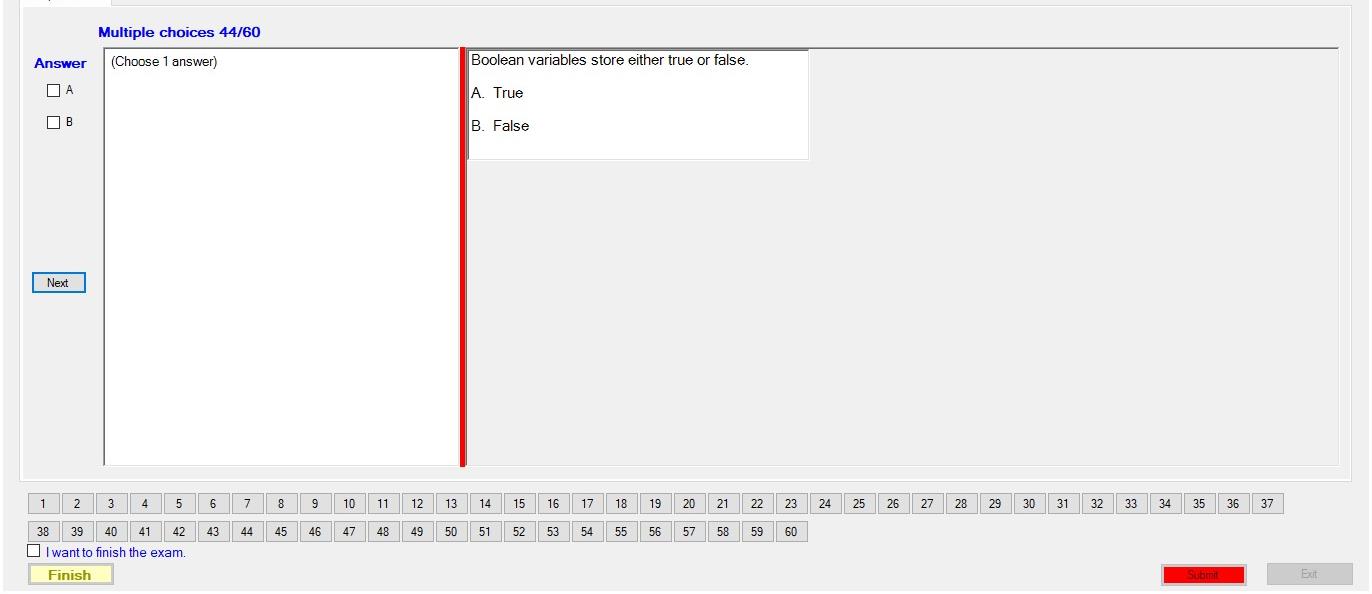 Multiple choices 44/60
Answer
(Choose 1 answer)
A
B
Boolean variables store either true or false.
A. True
B. False
Next
1 2 3 4 5 6 7 8 9 10 11 12 13 14 15 16 17 18 19 20 21 22 23 24 25 26 27 28 29 30 31 32 33 34 35 36 37
38 39 40 41 42 43 44 45 46 47 48 49 50 51 52 53 54 55 56 57 58 59 60
I want to finish the exam.
Finish
Submit
Exit